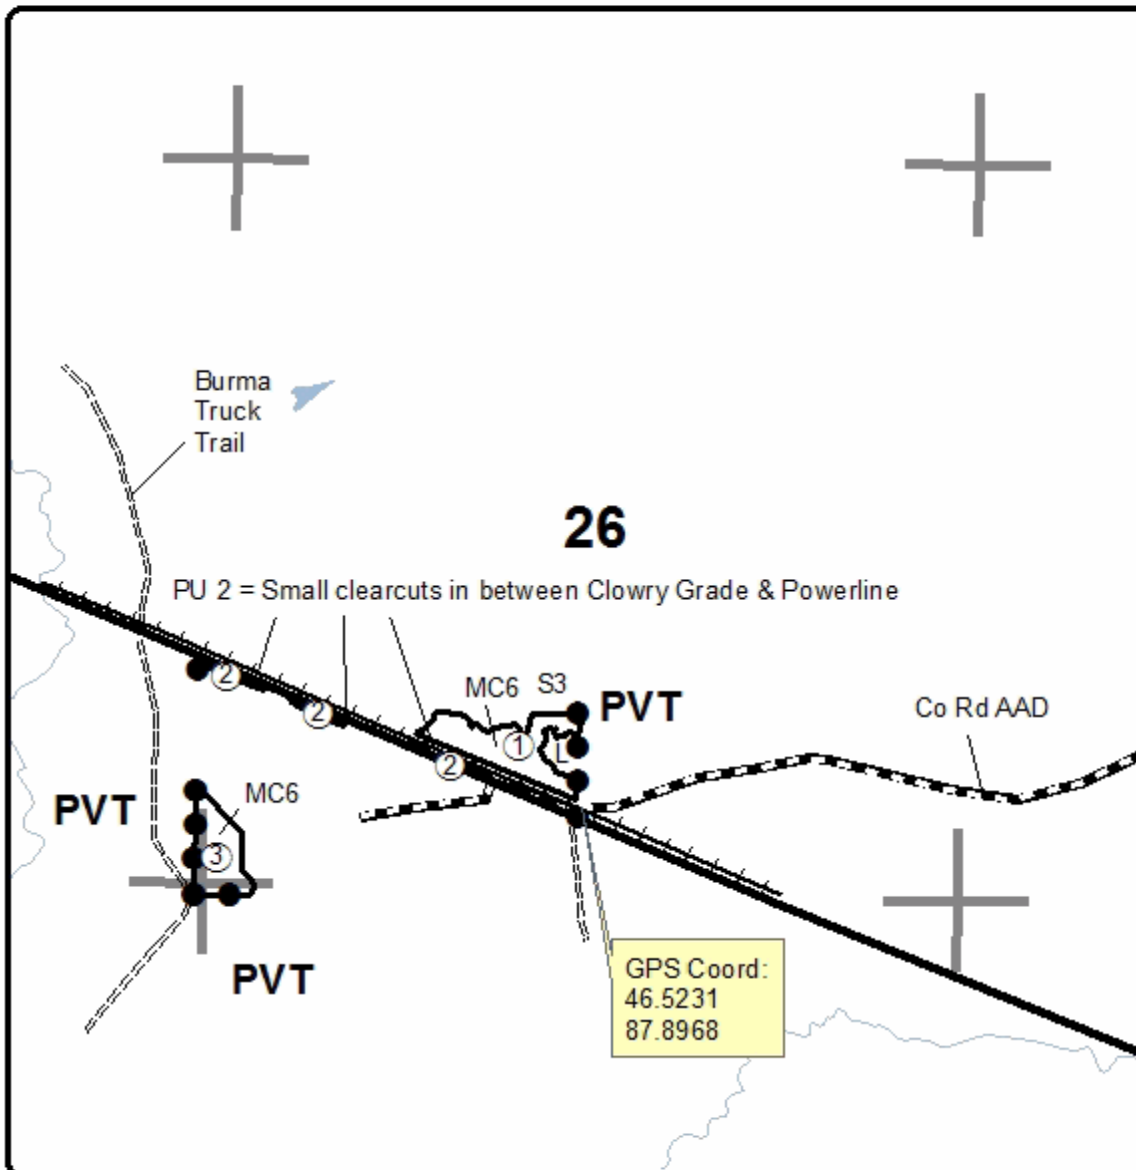 Burma
Truck
Trail
26
PU 2 = Small clearcuts in between Clowry Grade & Powerline
2
2
MC6
S3
PVT
Co Rd AAD
1
L
2
PVT
MC6
3
PVT
GPS Coord:
46.5231
87.8968